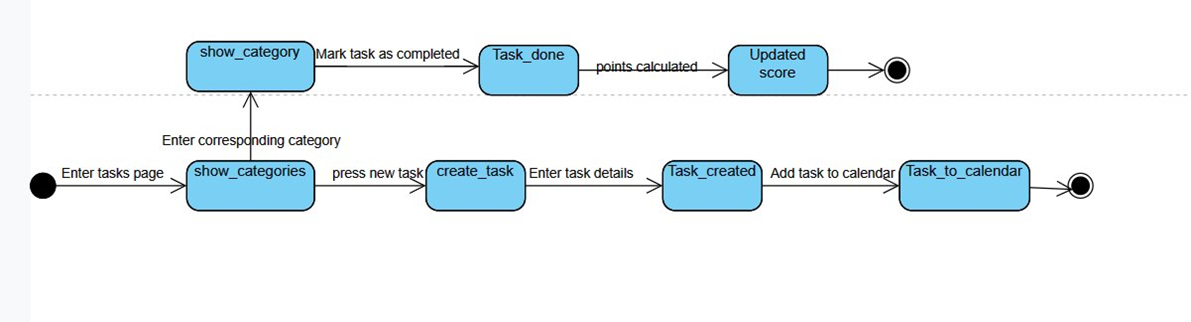 show_category
Mark task as completed
Task_done
points calculated
Updated
score
Enter corresponding category
Enter tasks page
show_categories
press new task
create_task
Enter task details
Task_created
Add task to calendar
Task_to_calendar